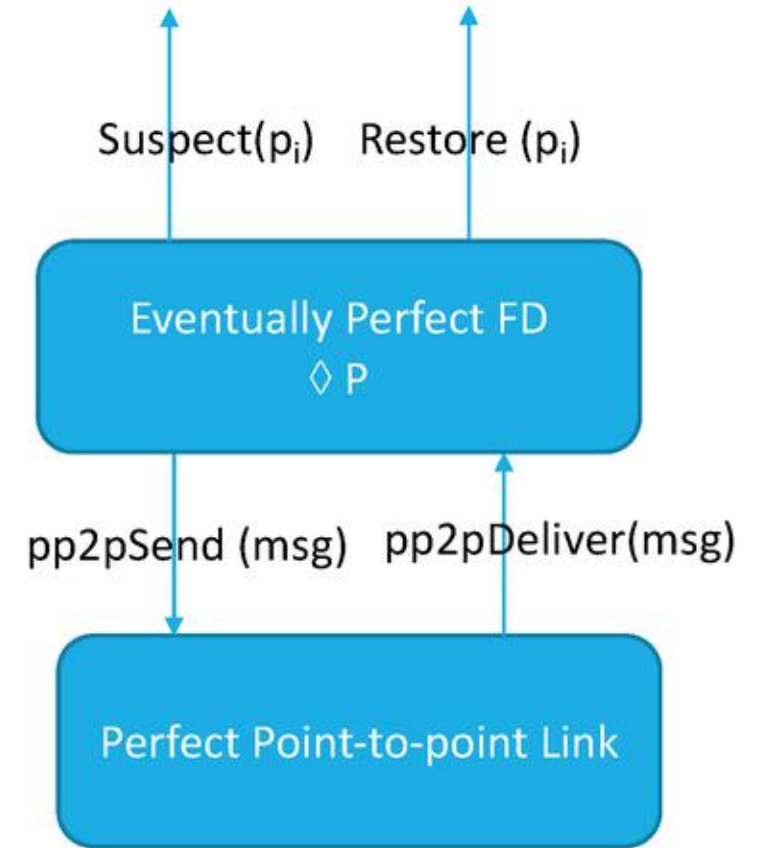 Suspect(pi) Restore (pi)
Eventually Perfect FD
◊ P
pp2pSend (msg) pp2pDeliver(msg)
Perfect Point-to-point Link